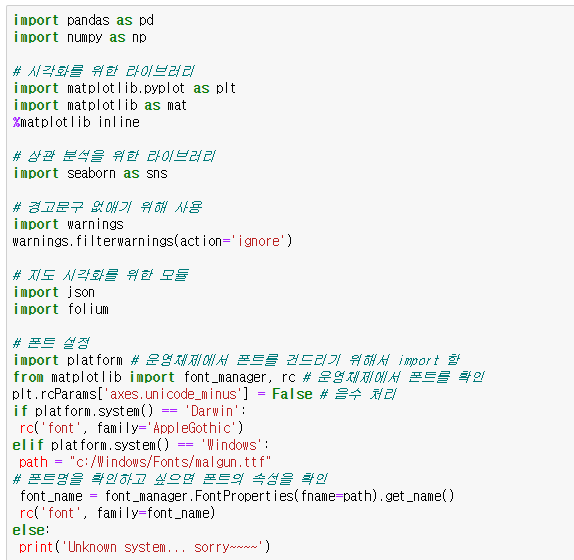 import pandas as pd
import numpy as np
# 시각화를 위한 라이브러리
import matplotlib.pyplot as plt
import matplotlib as mat
%matplotlib inline
# 상관 분석을 위한 라이브러리
import seaborn as sns
# 경고문구 없애기 위해 사용
import warnings
warnings.filterwarnings(action='ignore')
# 지도 시각화를 위한 모듈
import json
import folium
# 폰트 설정
import platform # 운영체제에서 폰트를 건드리기 위해서 import 함
from matplotlib import font_manager, rc # 운영체제에서 폰트를 확인
plt.rcParams['axes.unicode_minus'] = False # 음수 처리
if platform.system() == 'Darwin':
 rc('font', family='AppleGothic')
elif platform.system() == 'Windows':
 path = "c:/Windows/Fonts/malgun.ttf"
# 폰트명을 확인하고 싶으면 폰트의 속성을 확인
 font_name = font_manager.FontProperties(fname=path).get_name()
 rc('font', family=font_name)
else:
 print('Unknown system... sorry~~~~')